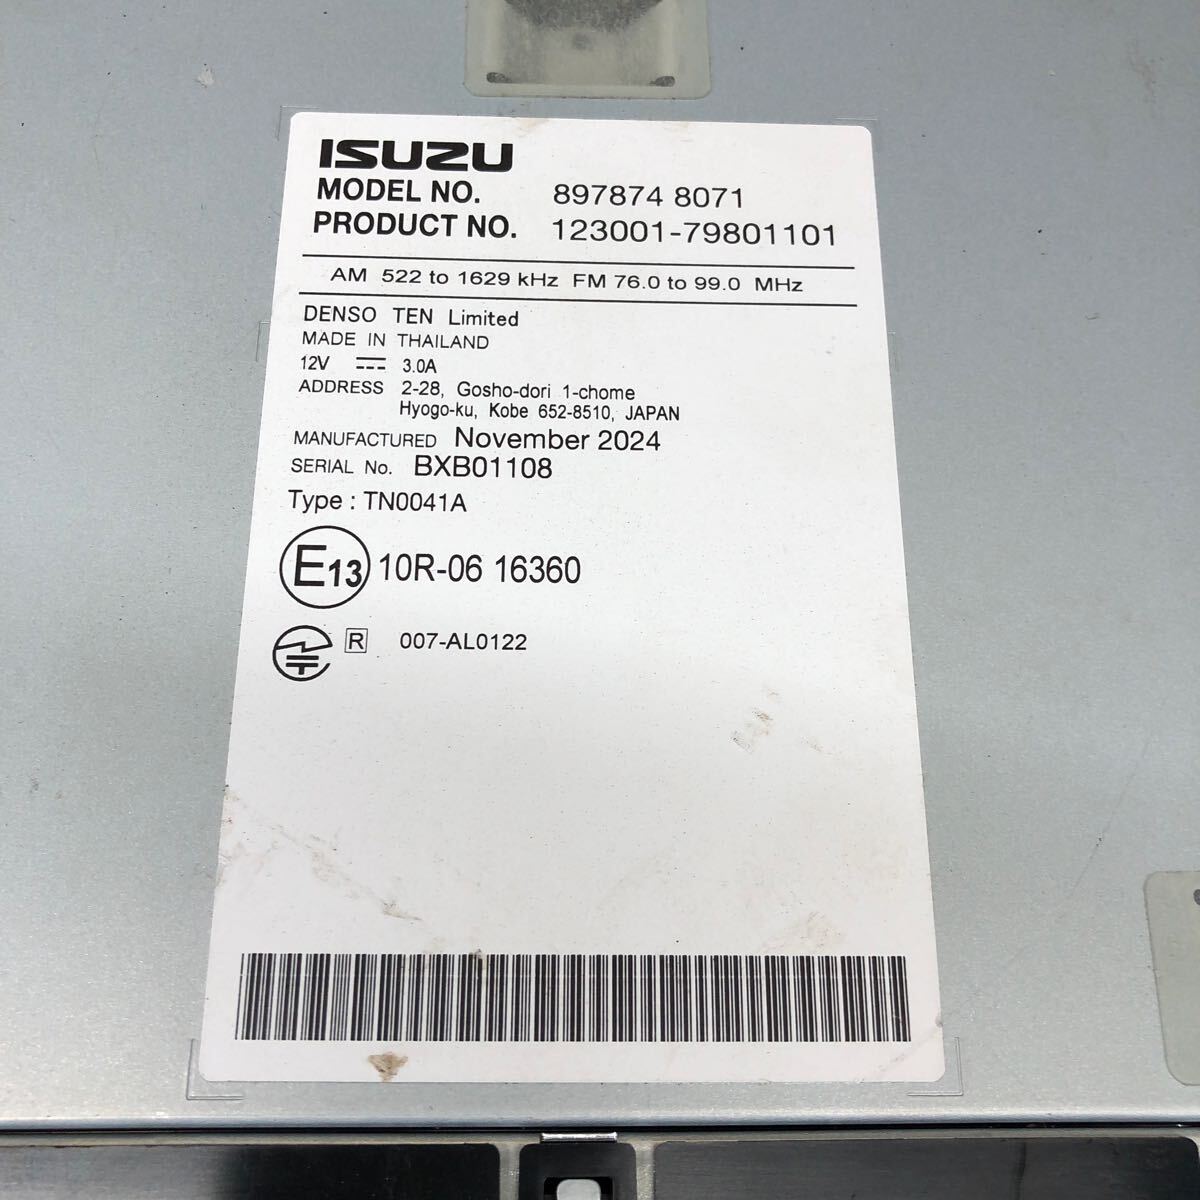 ISUZU
MODEL NO. 897874 8071
PRODUCT NO. 123001-79801101
AM 522 to 1629 kHz FM 76.0 to 99.0 MHz
DENSO TEN Limited
MADE IN THAILAND
12V 3.0A
ADDRESS 2-28, Gosho-dori 1-chome
Hyogo-ku, Kobe 652-8510, JAPAN
MANUFACTURED November 2024
SERIAL No. BXB01108
Type : TN0041A
E13 10R-06 16360
R 007-AL0122